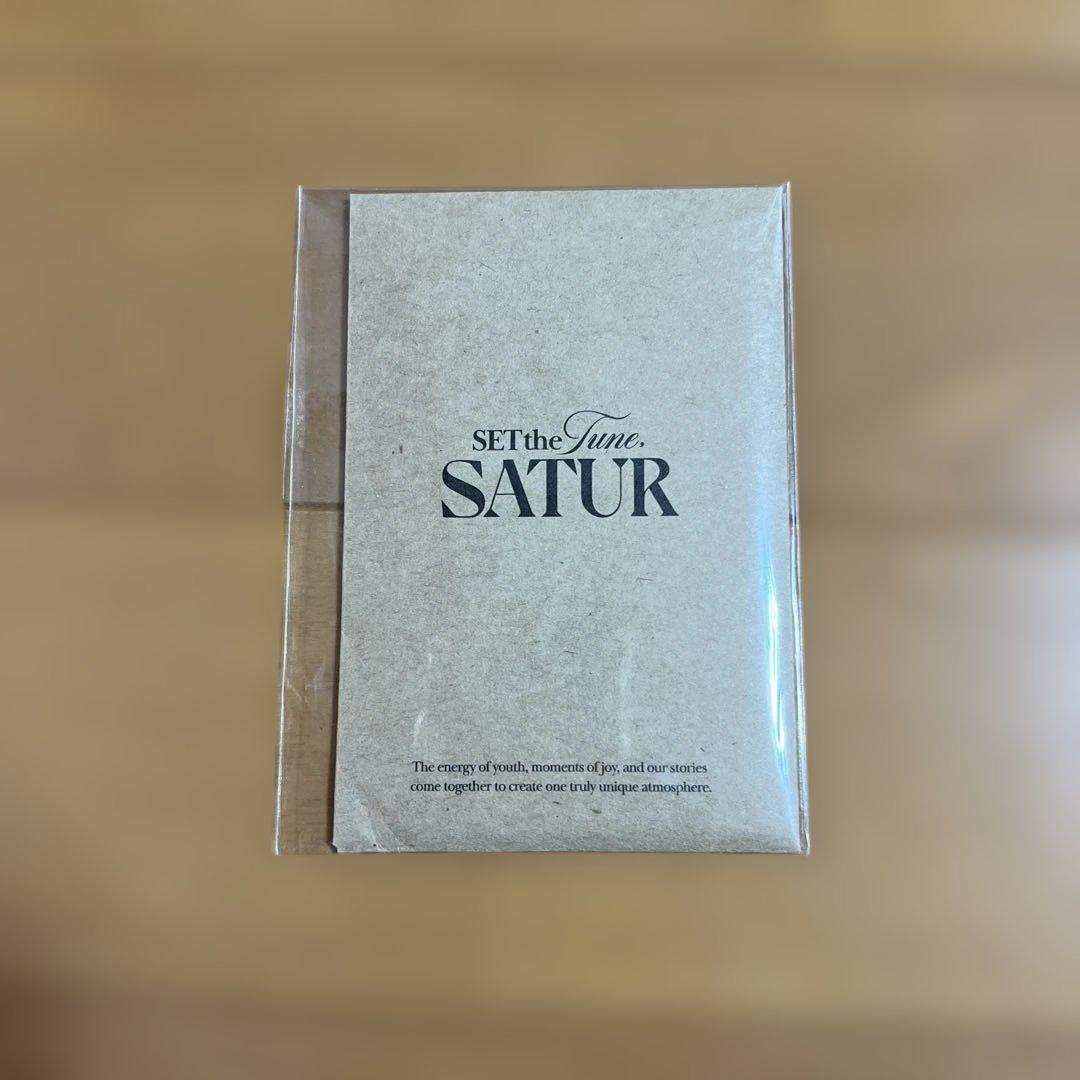 SET the Tune,
SATUR
The energy of youth, moments of joy, and our stories
come together to create one truly unique atmosphere.